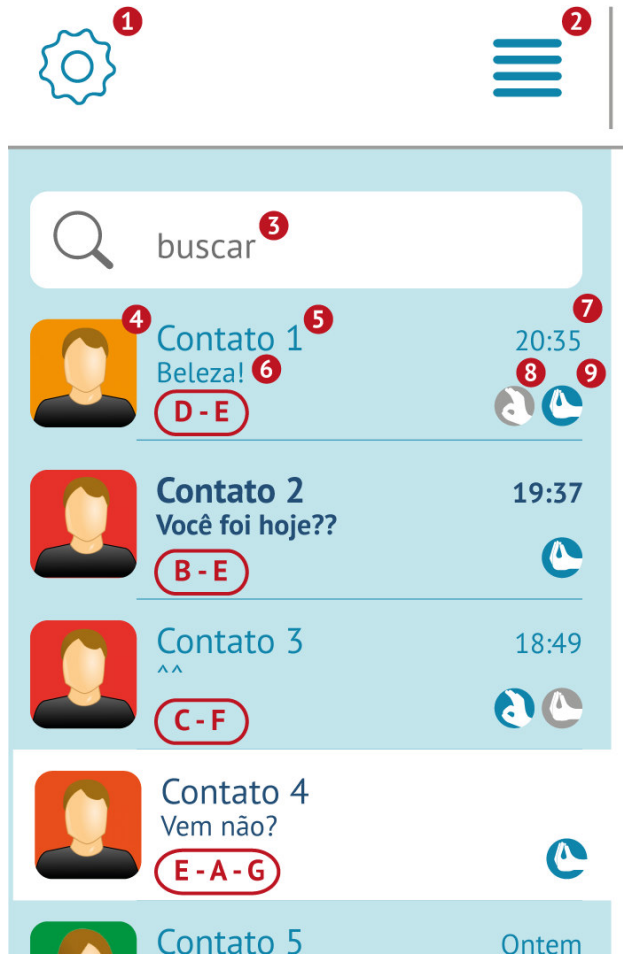 1
2
buscar 3
4
Contato 1 5
7
20:35
Beleza! 6
8 9
D - E
Contato 2
19:37
Você foi hoje??
B - E
Contato 3
18:49
^^
C - F
Contato 4
Vem não?
E - A - G
Contato 5
Ontem